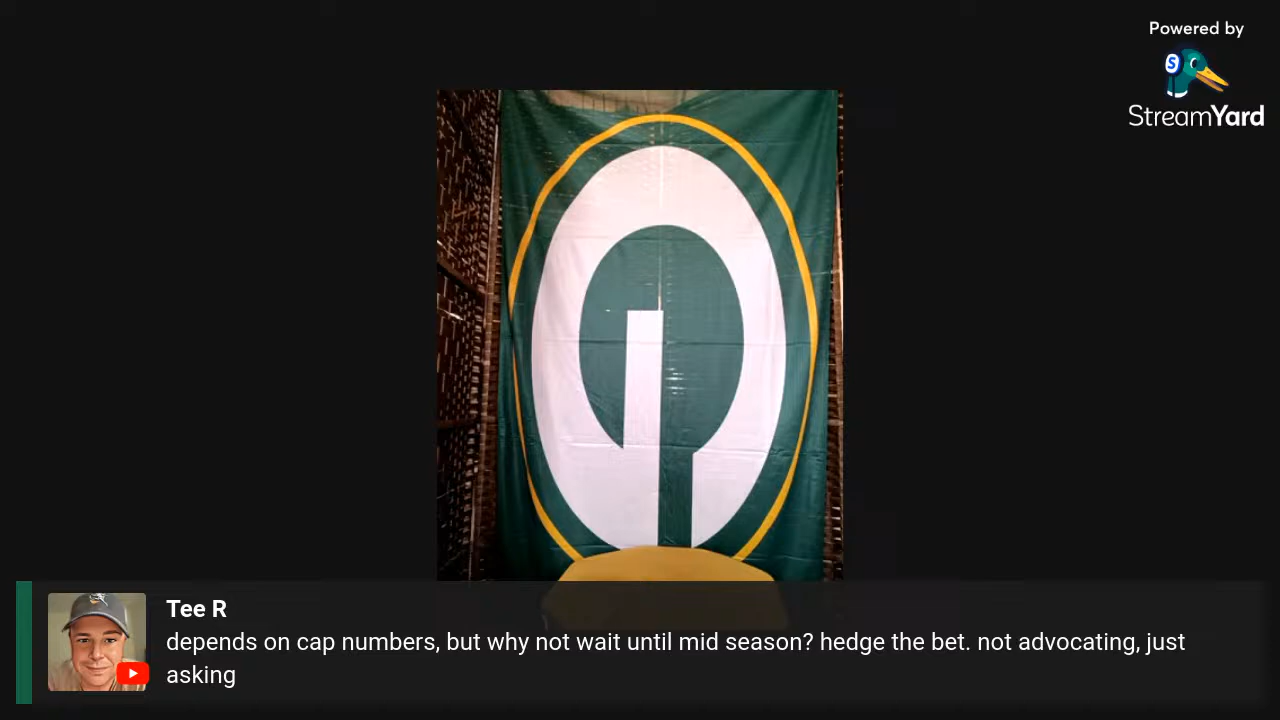 Powered by
StreamYard
Tee R
depends on cap numbers, but why not wait until mid season? hedge the bet. not advocating, just
asking